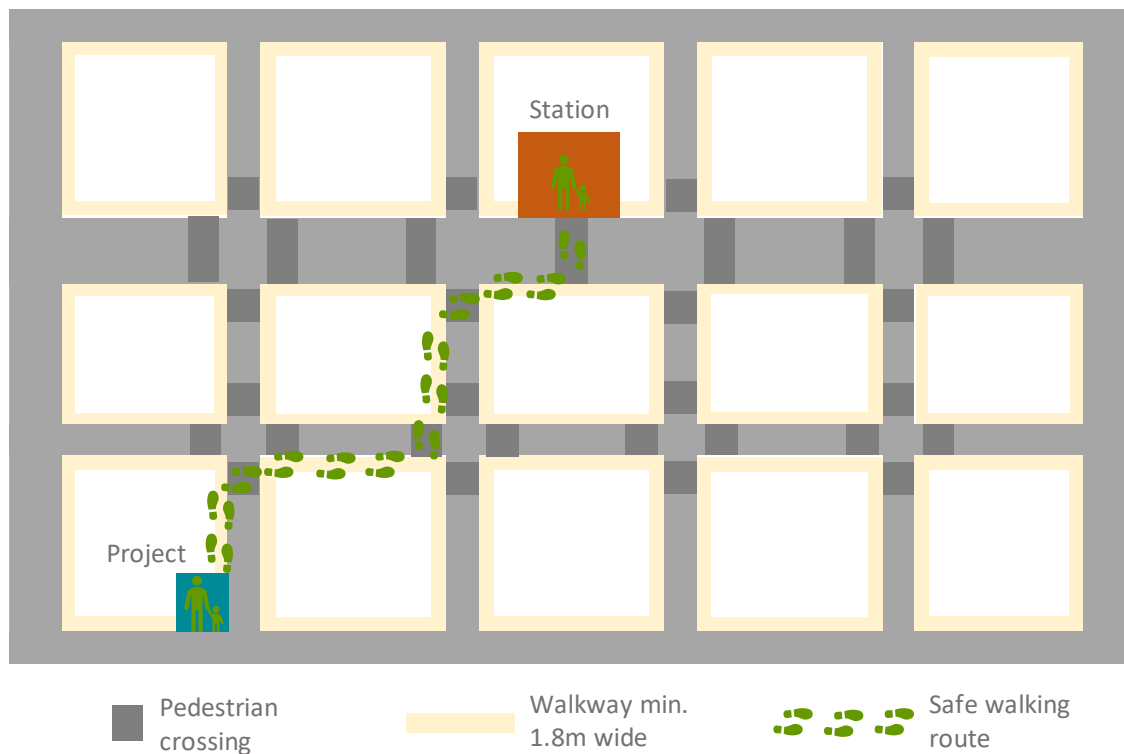 Station
Project
Pedestrian
crossing
Walkway min.
1.8m wide
Safe walking
route